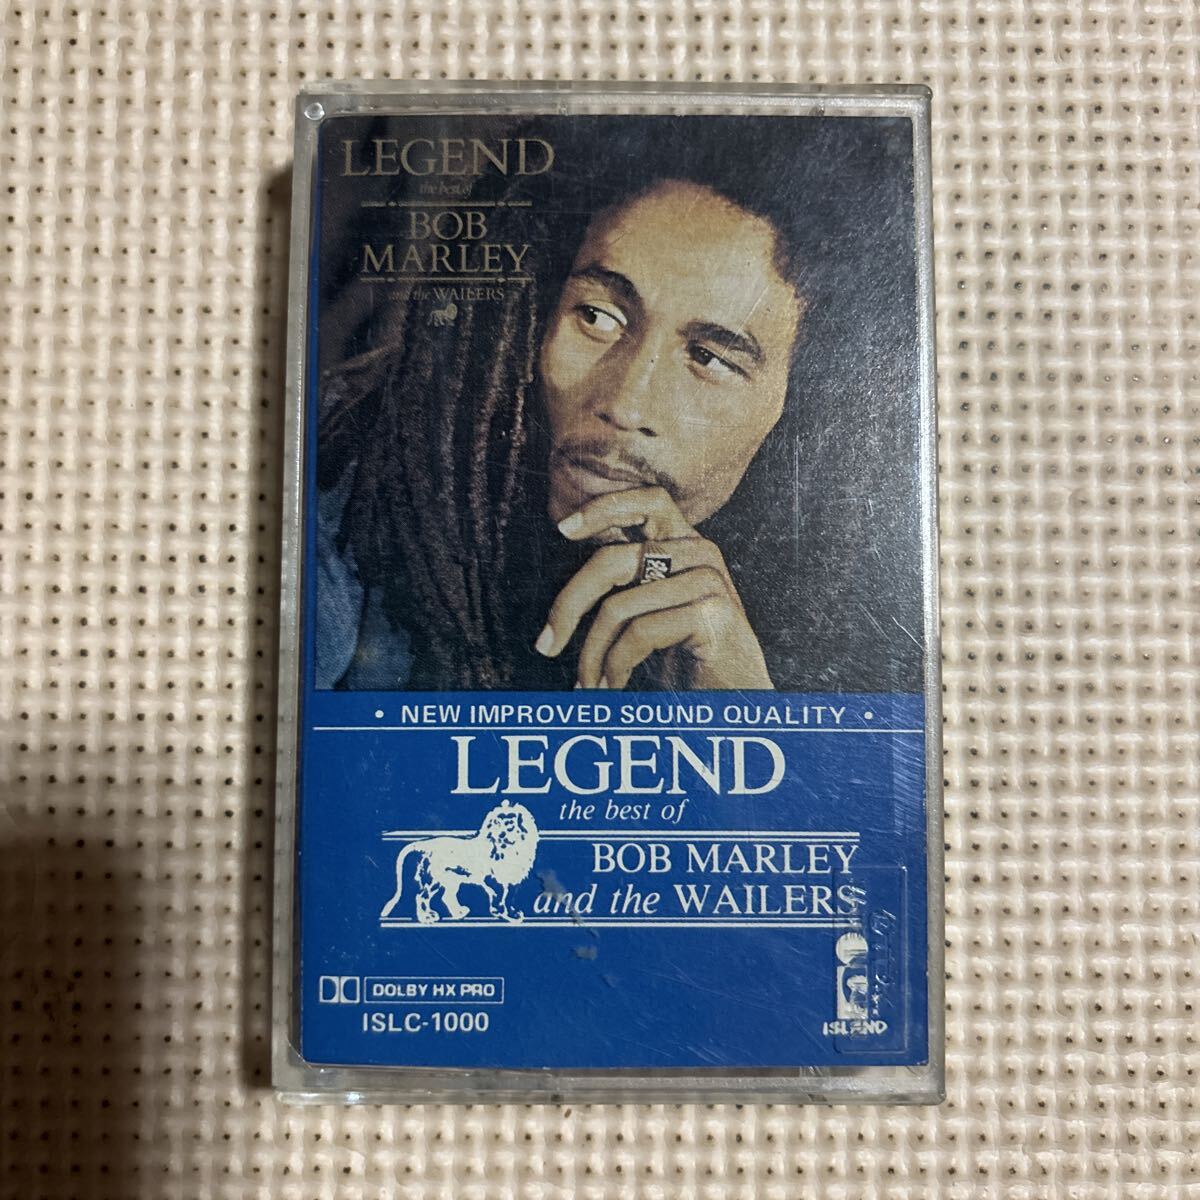 LEGEND
the best of
BOB
MARLEY
and the WAILERS
• NEW IMPROVED SOUND QUALITY •
LEGEND
the best of
BOB MARLEY
and the WAILERS
DOLBY HX PRO
ISLC-1000
ISLAND